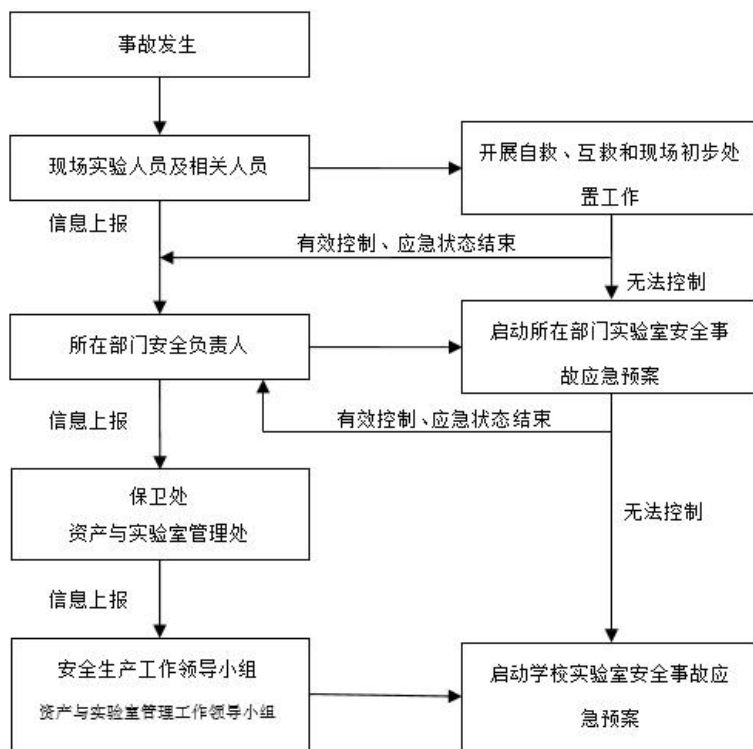 事故发生
现场实验人员及相关人员
开展自救、互救和现场初步处
置工作
信息上报
有效控制、应急状态结束
无法控制
所在部门安全负责人
启动所在部门实验室安全事
故应急预案
信息上报
有效控制、应急状态结束
保卫处
资产与实验室管理处
无法控制
信息上报
安全生产工作领导小组
资产与实验室管理工作领导小组
启动学校实验室安全事故应
急预案